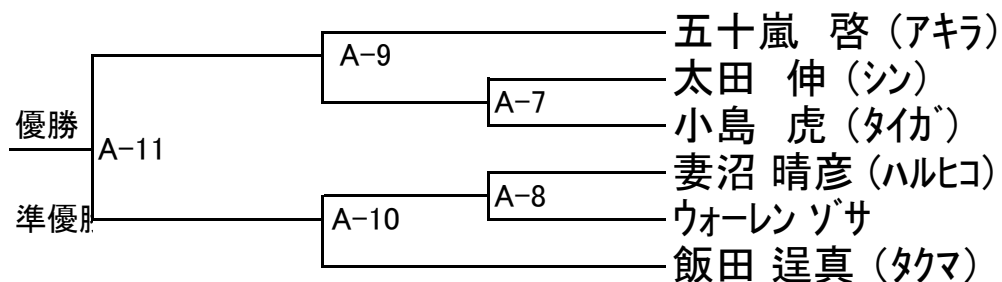 五十嵐 啓 (アキラ)
A-9
太田 伸 (シン)
A-7
優勝
小島 虎 (タイガ)
A-11
妻沼 晴彦 (ハルヒコ)
A-8
準優勝
A-10
ウォーレン ゾサ
飯田 逞真 (タクマ)